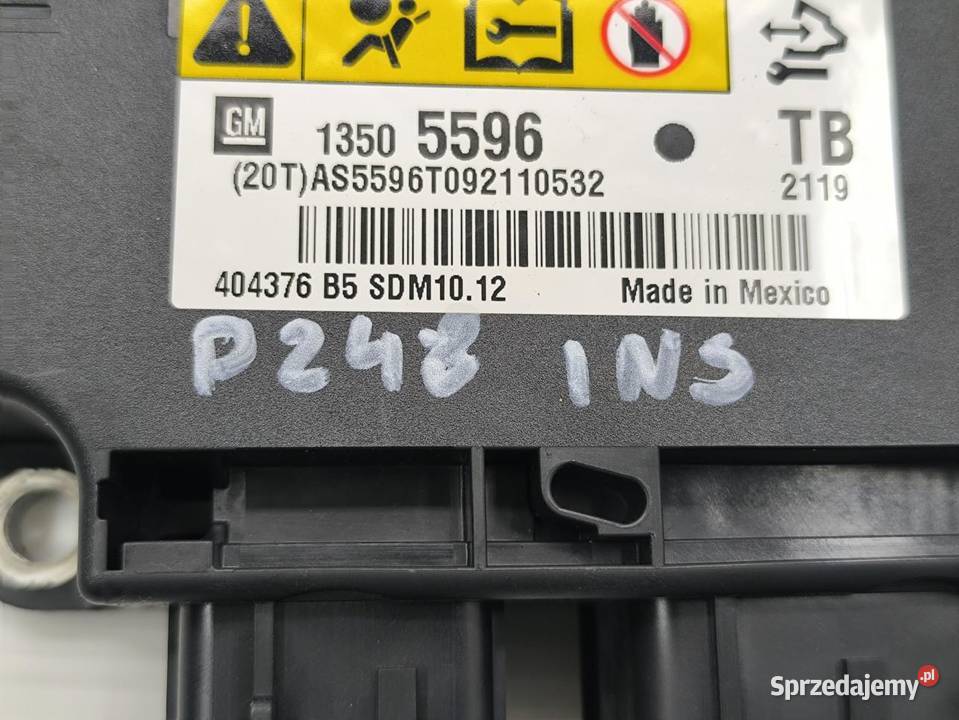 GM 1350 5596 TB
(20T)AS5596T092110532 2119
404376 B5 SDM10.12 Made in Mexico
P248 INS
Sprzedajemy.pl